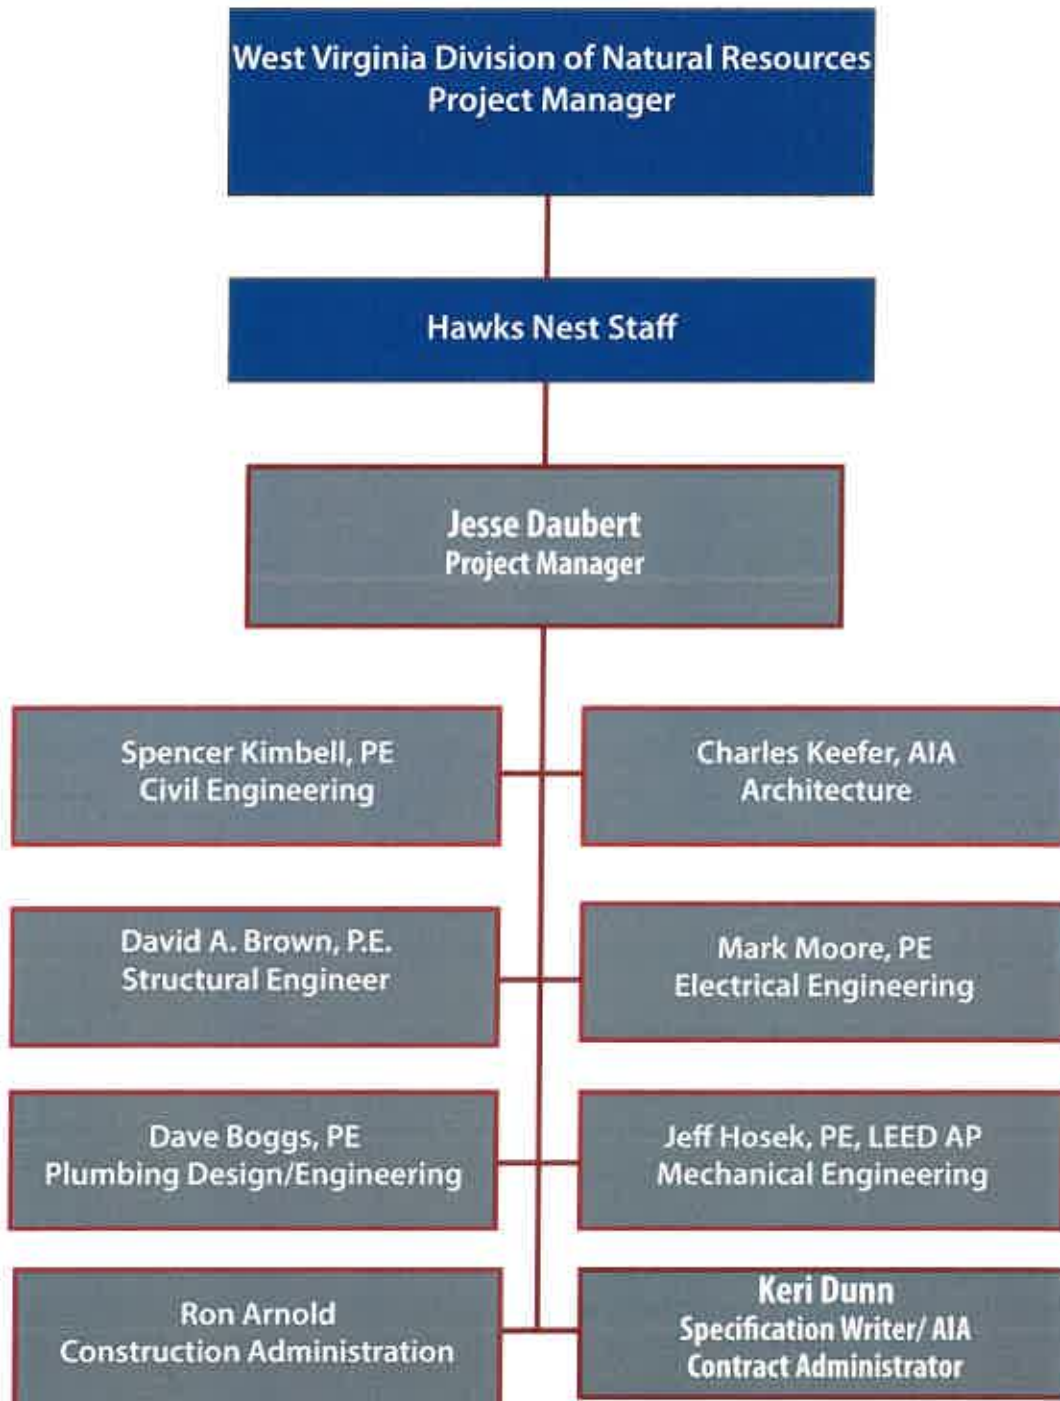 West Virginia Division of Natural Resources
Project Manager
Hawks Nest Staff
Jesse Daubert
Project Manager
Spencer Kimbell, PE
Civil Engineering
Charles Keefer, AIA
Architecture
David A. Brown, P.E.
Structural Engineer
Mark Moore, PE
Electrical Engineering
Dave Boggs, PE
Plumbing Design/Engineering
Jeff Hosek, PE, LEED AP
Mechanical Engineering
Ron Arnold
Construction Administration
Keri Dunn
Specification Writer/ AIA
Contract Administrator